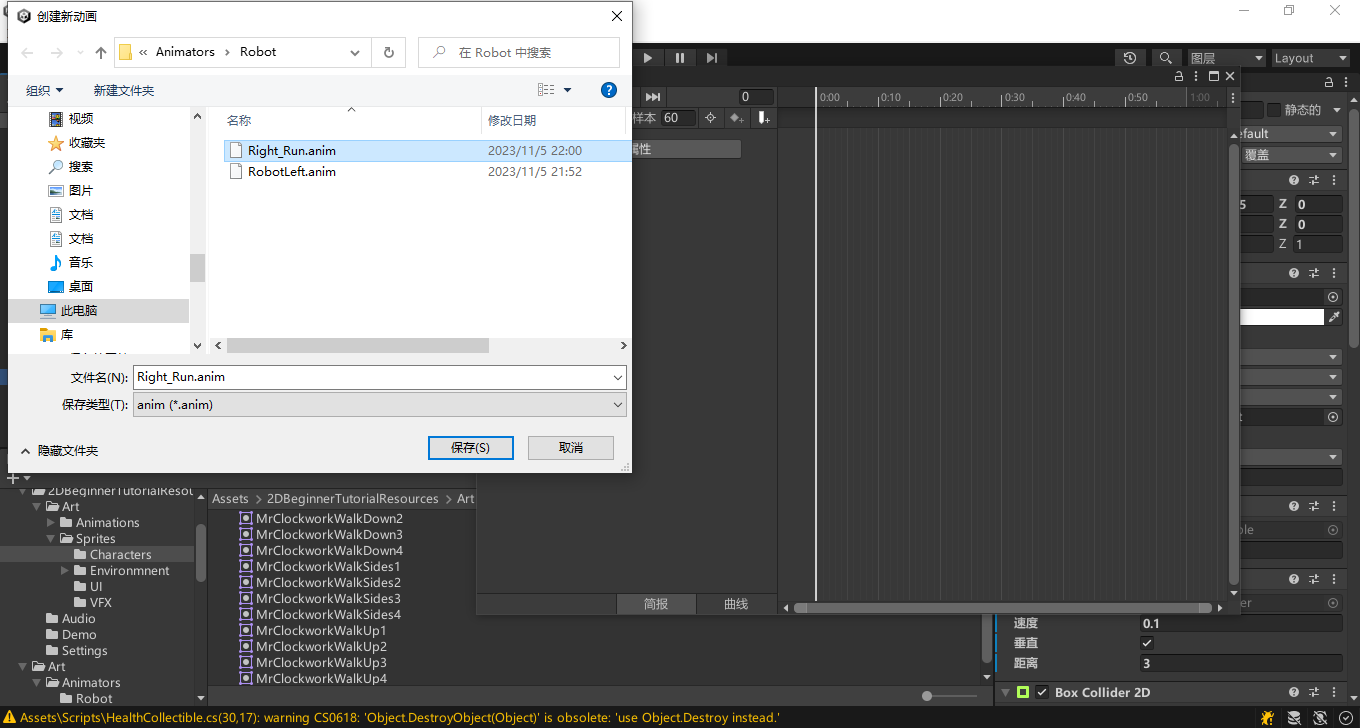 创建新动画
« Animators › Robot
在 Robot 中搜索
组织
新建文件夹
视频
收藏夹
搜索
图片
文档
文档
音乐
桌面
此电脑
库
名称
修改日期
Right_Run.anim
2023/11/5 22:00
RobotLeft.anim
2023/11/5 21:52
文件名(N):
Right_Run.anim
保存类型(T):
anim (*.anim)
隐藏文件夹
保存(S)
取消
图层
Layout
0
样本 60
属性
0:00
0:10
0:20
0:30
0:40
0:50
1:00
简报
曲线
静态的
efault
覆盖
5 Z 0
Z 0
Z 1
速度
0.1
垂直
距离
3
Box Collider 2D
2DBeginnerTutorialResou
Art
Animations
Sprites
Characters
Environmnent
UI
VFX
Audio
Demo
Settings
Art
Animators
Robot
Assets > 2DBeginnerTutorialResources > Art
MrClockworkWalkDown2
MrClockworkWalkDown3
MrClockworkWalkDown4
MrClockworkWalkSides1
MrClockworkWalkSides2
MrClockworkWalkSides3
MrClockworkWalkSides4
MrClockworkWalkUp1
MrClockworkWalkUp2
MrClockworkWalkUp3
MrClockworkWalkUp4
Assets\Scripts\HealthCollectible.cs(30,17): warning CS0618: 'Object.DestroyObject(Object)' is obsolete: 'use Object.Destroy instead.'